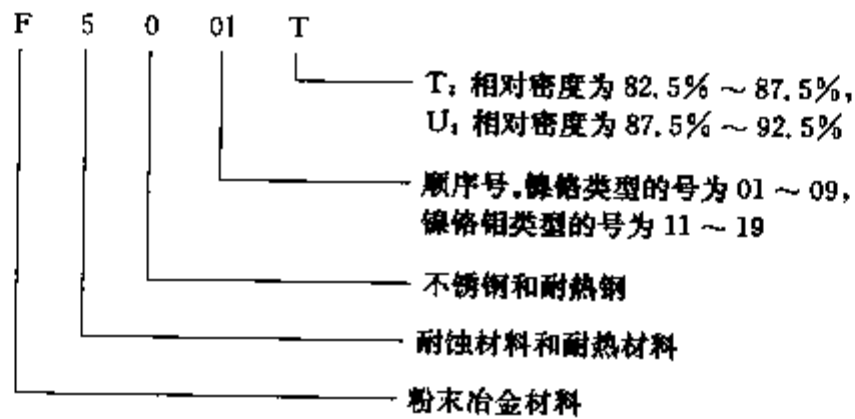 F 5 0 01 T
T：相对密度为 82.5% ～ 87.5%，
U：相对密度为 87.5% ～ 92.5%
顺序号，镍铬类型的号为 01 ～ 09，
镍铬钼类型的号为 11 ～ 19
不锈钢和耐热钢
耐蚀材料和耐热材料
粉末冶金材料